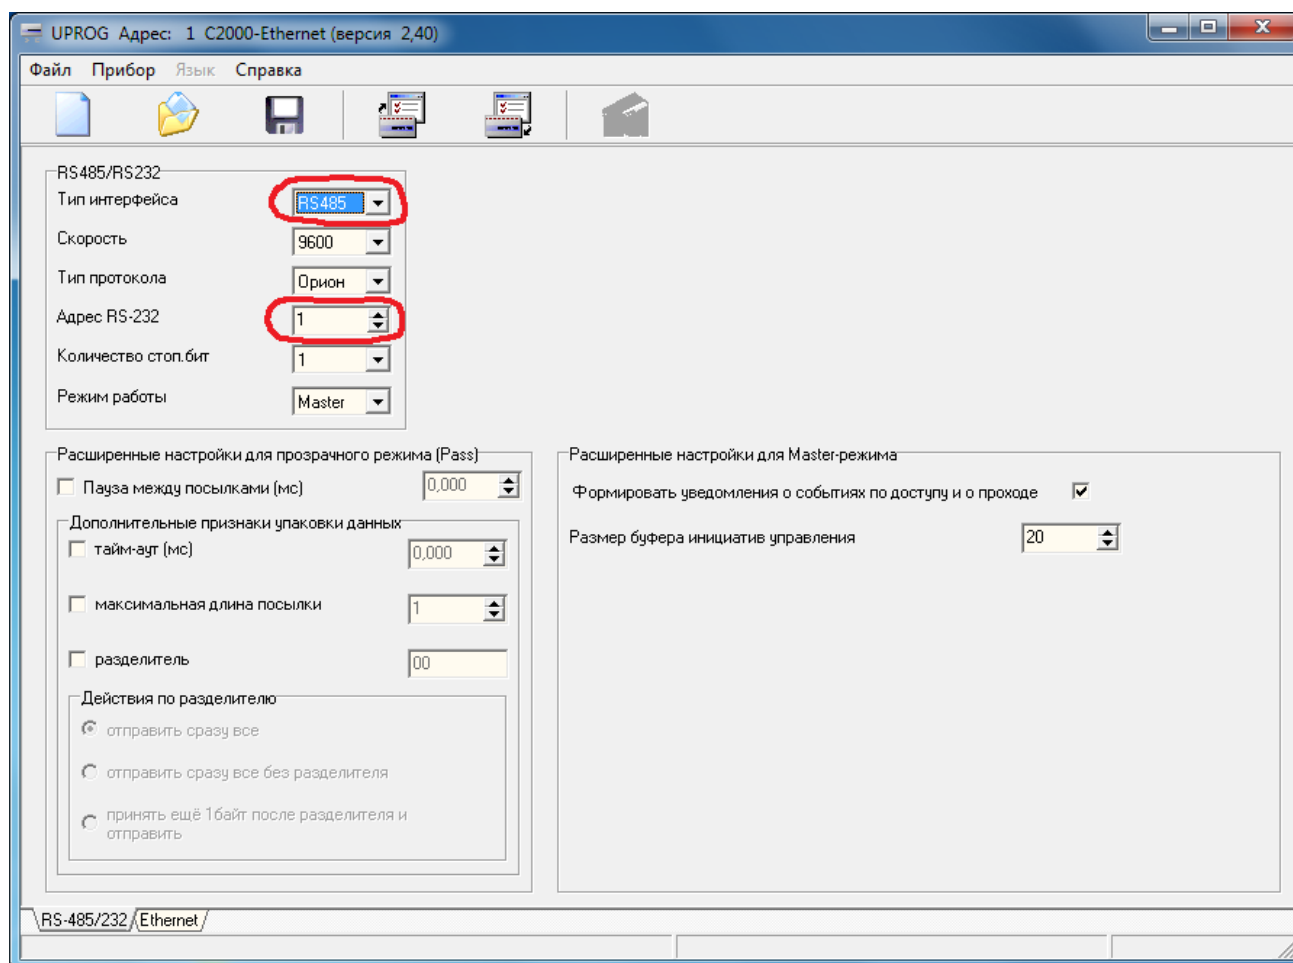 UPROG Адрес: 1 С2000-Ethernet (версия 2,40)
Файл Прибор Язык Справка
RS485/RS232
Тип интерфейса RS485
Скорость 9600
Тип протокола Орион
Адрес RS-232 1
Количество стоп.бит 1
Режим работы Master
Расширенные настройки для прозрачного режима (Pass)
Пауза между посылками (мс) 0,000
Дополнительные признаки упаковки данных
тайм-аут (мс) 0,000
максимальная длина посылки 1
разделитель 00
Действия по разделителю
отправить сразу все
отправить сразу все без разделителя
принять ещё 1байт после разделителя и
отправить
Расширенные настройки для Master-режима
Формировать уведомления о событиях по доступу и о проходе
Размер буфера инициатив управления 20
RS-485/232 Ethernet